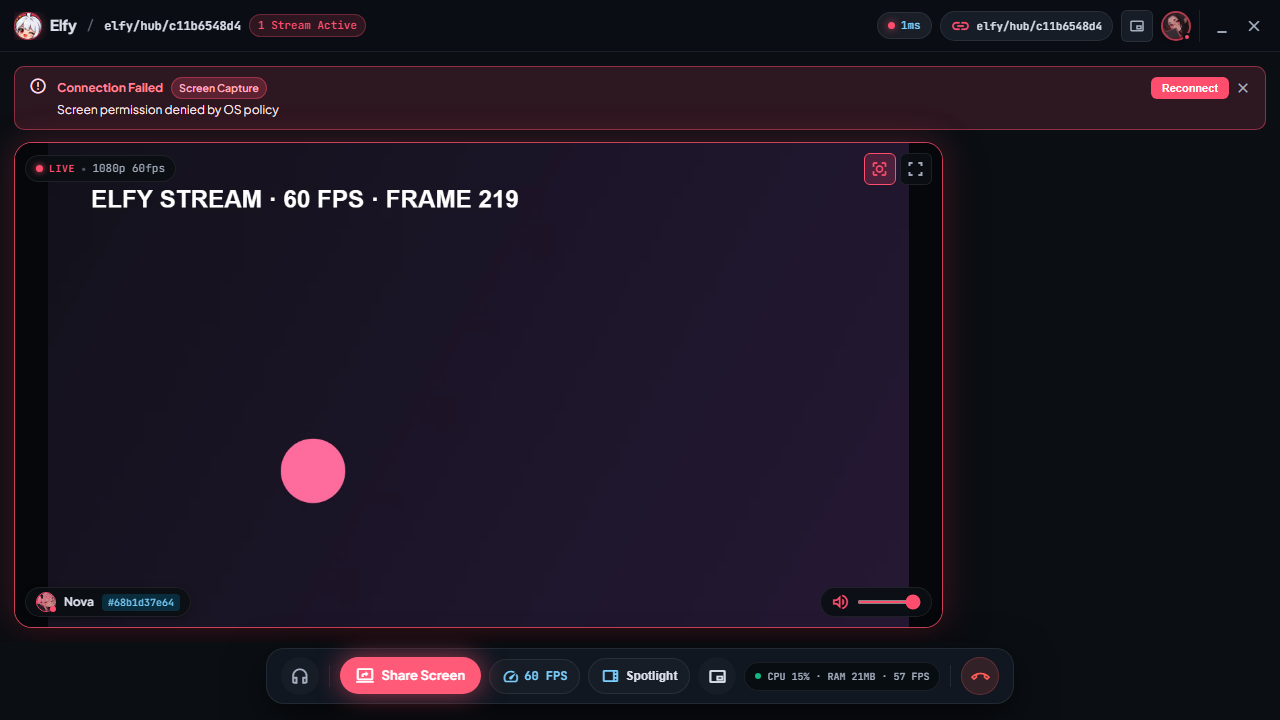 Elfy / elfy/hub/c11b6548d4 1 Stream Active 1ms elfy/hub/c11b6548d4
Connection Failed Screen Capture Reconnect
Screen permission denied by OS policy
LIVE • 1080p 60fps
ELFY STREAM · 60 FPS · FRAME 219
Nova #68b1d37e64
Share Screen 60 FPS Spotlight CPU 15% · RAM 21MB · 57 FPS